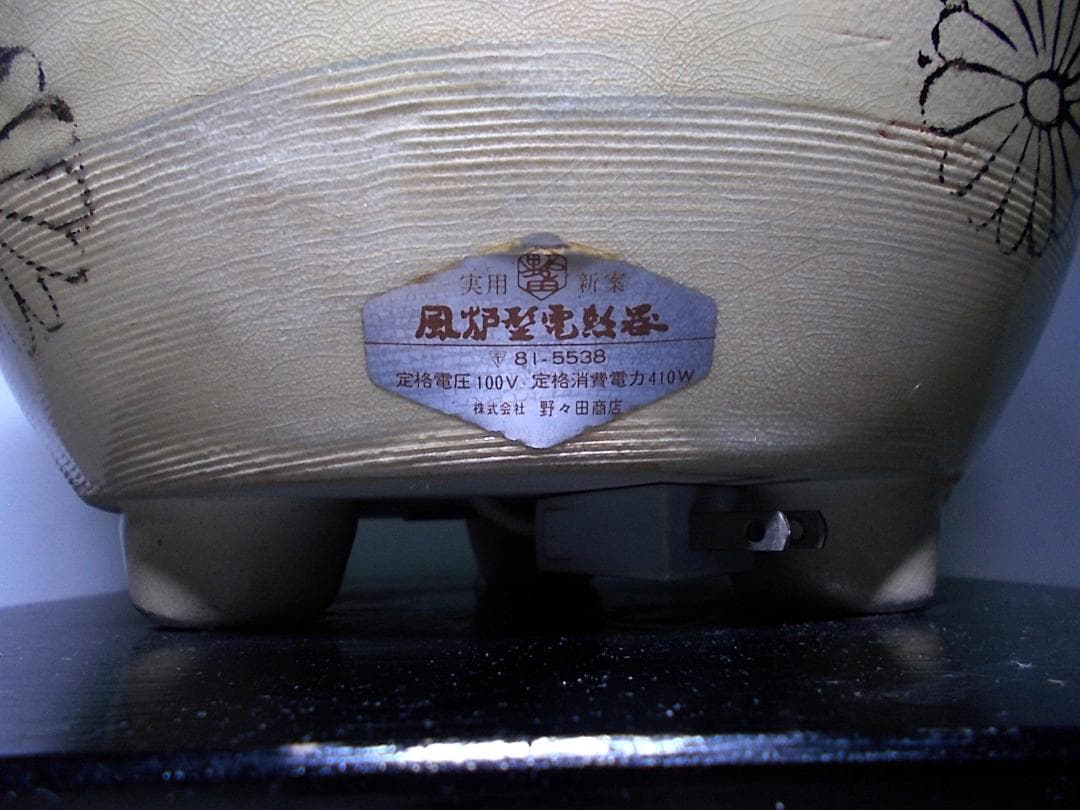 実用 新案
風炉型電熱器
〒 81-5538
定格電圧100V 定格消費電力410W
株式会社 野々田商店